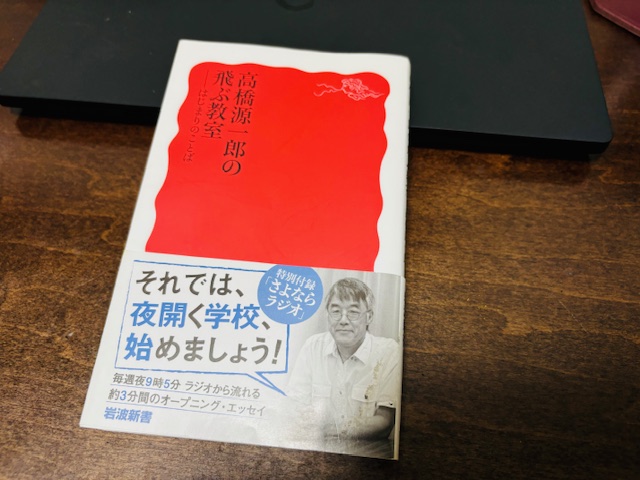 高橋源一郎の
飛ぶ教室
──はじまりのことば
それでは、
夜開く学校、
始めましょう!
特別付録
「さよなら
ラジオ」
毎週夜9時5分 ラジオから流れる
約3分間のオープニング・エッセイ
岩波新書